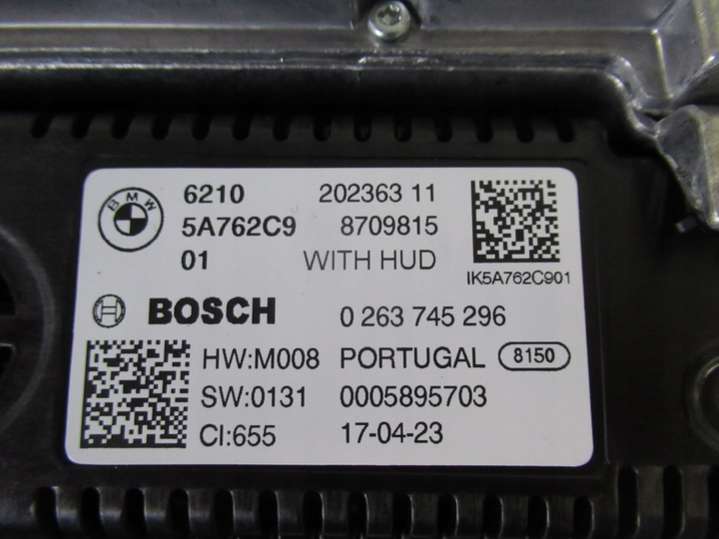 BMW
6210 202363 11
5A762C9 8709815
01 WITH HUD
IK5A762C901
BOSCH 0 263 745 296
HW:M008 PORTUGAL 8150
SW:0131 0005895703
CI:655 17-04-23